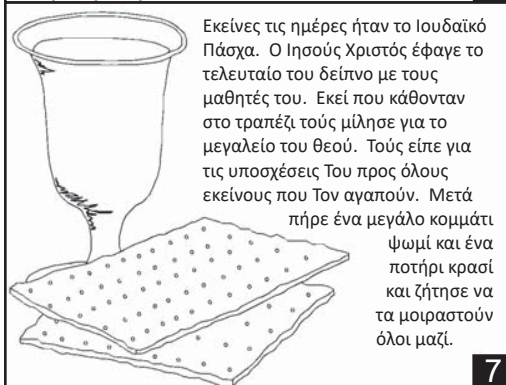 Εκείνες τις ημέρες ήταν το Ιουδαϊκό
Πάσχα. Ο Ιησούς Χριστός έφαγε το
τελευταίο του δείπνο με τους
μαθητές του. Εκεί που κάθονταν
στο τραπέζι τούς μίλησε για το
μεγαλείο του θεού. Τούς είπε για
τις υποσχέσεις Του προς όλους
εκείνους που Τον αγαπούν. Μετά
πήρε ένα μεγάλο κομμάτι
ψωμί και ένα
ποτήρι κρασί
και ζήτησε να
τα μοιραστούν
όλοι μαζί.
7